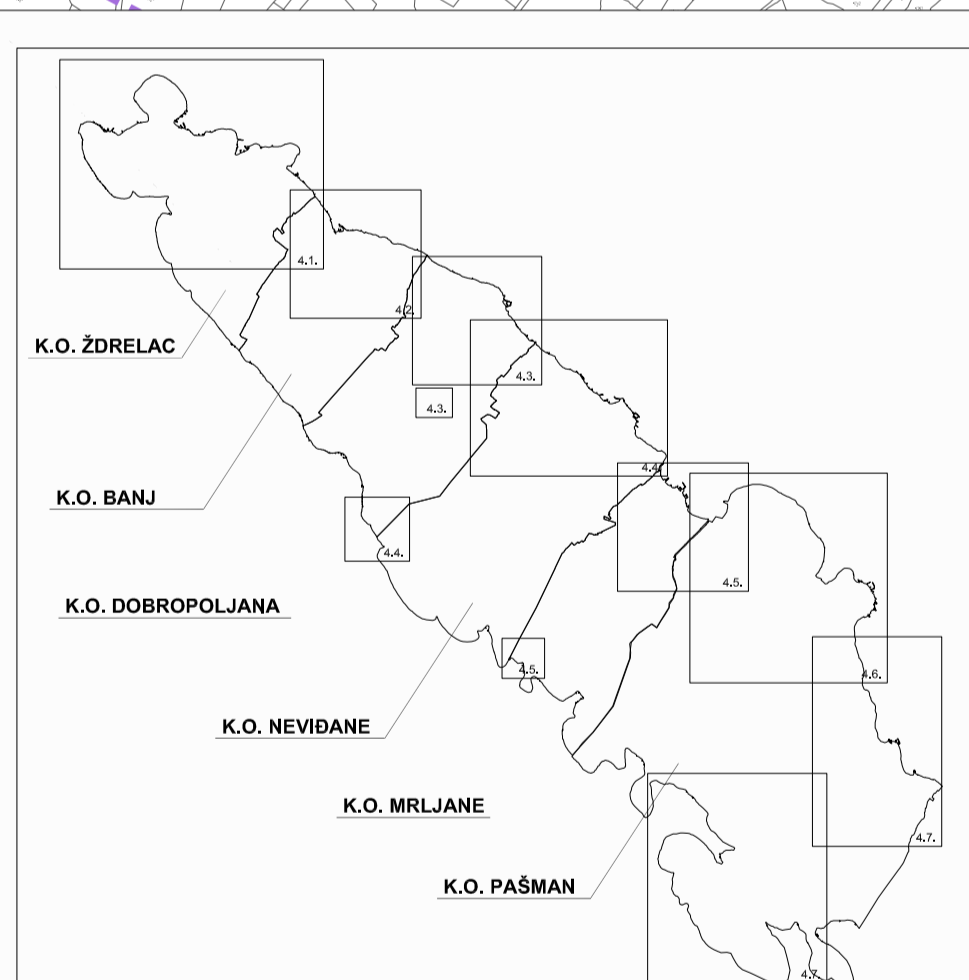 4.1.
4.2.
K.O. ŽDRELAC
4.3.
4.3.
4.4.
K.O. BANJ
4.4.
4.5.
K.O. DOBROPOLJANA
4.5.
4.6.
K.O. NEVIĐANE
K.O. MRLJANE
4.7.
K.O. PAŠMAN
4.7.